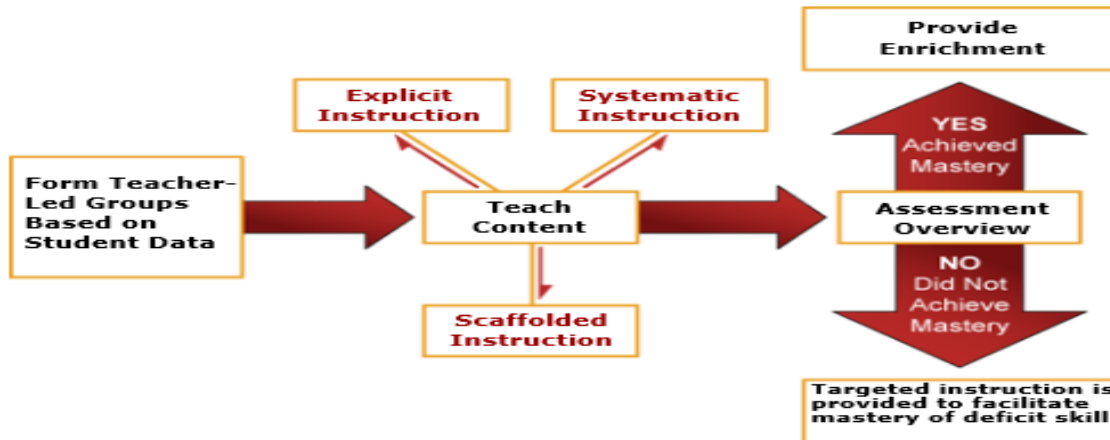 Provide
Enrichment
Explicit
Instruction
Systematic
Instruction
YES
Achieved
Mastery
Form Teacher-
Led Groups
Based on
Student Data
Teach
Content
Assessment
Overview
NO
Did Not
Achieve
Mastery
Scaffolded
Instruction
Targeted instruction is
provided to facilitate
mastery of deficit skill